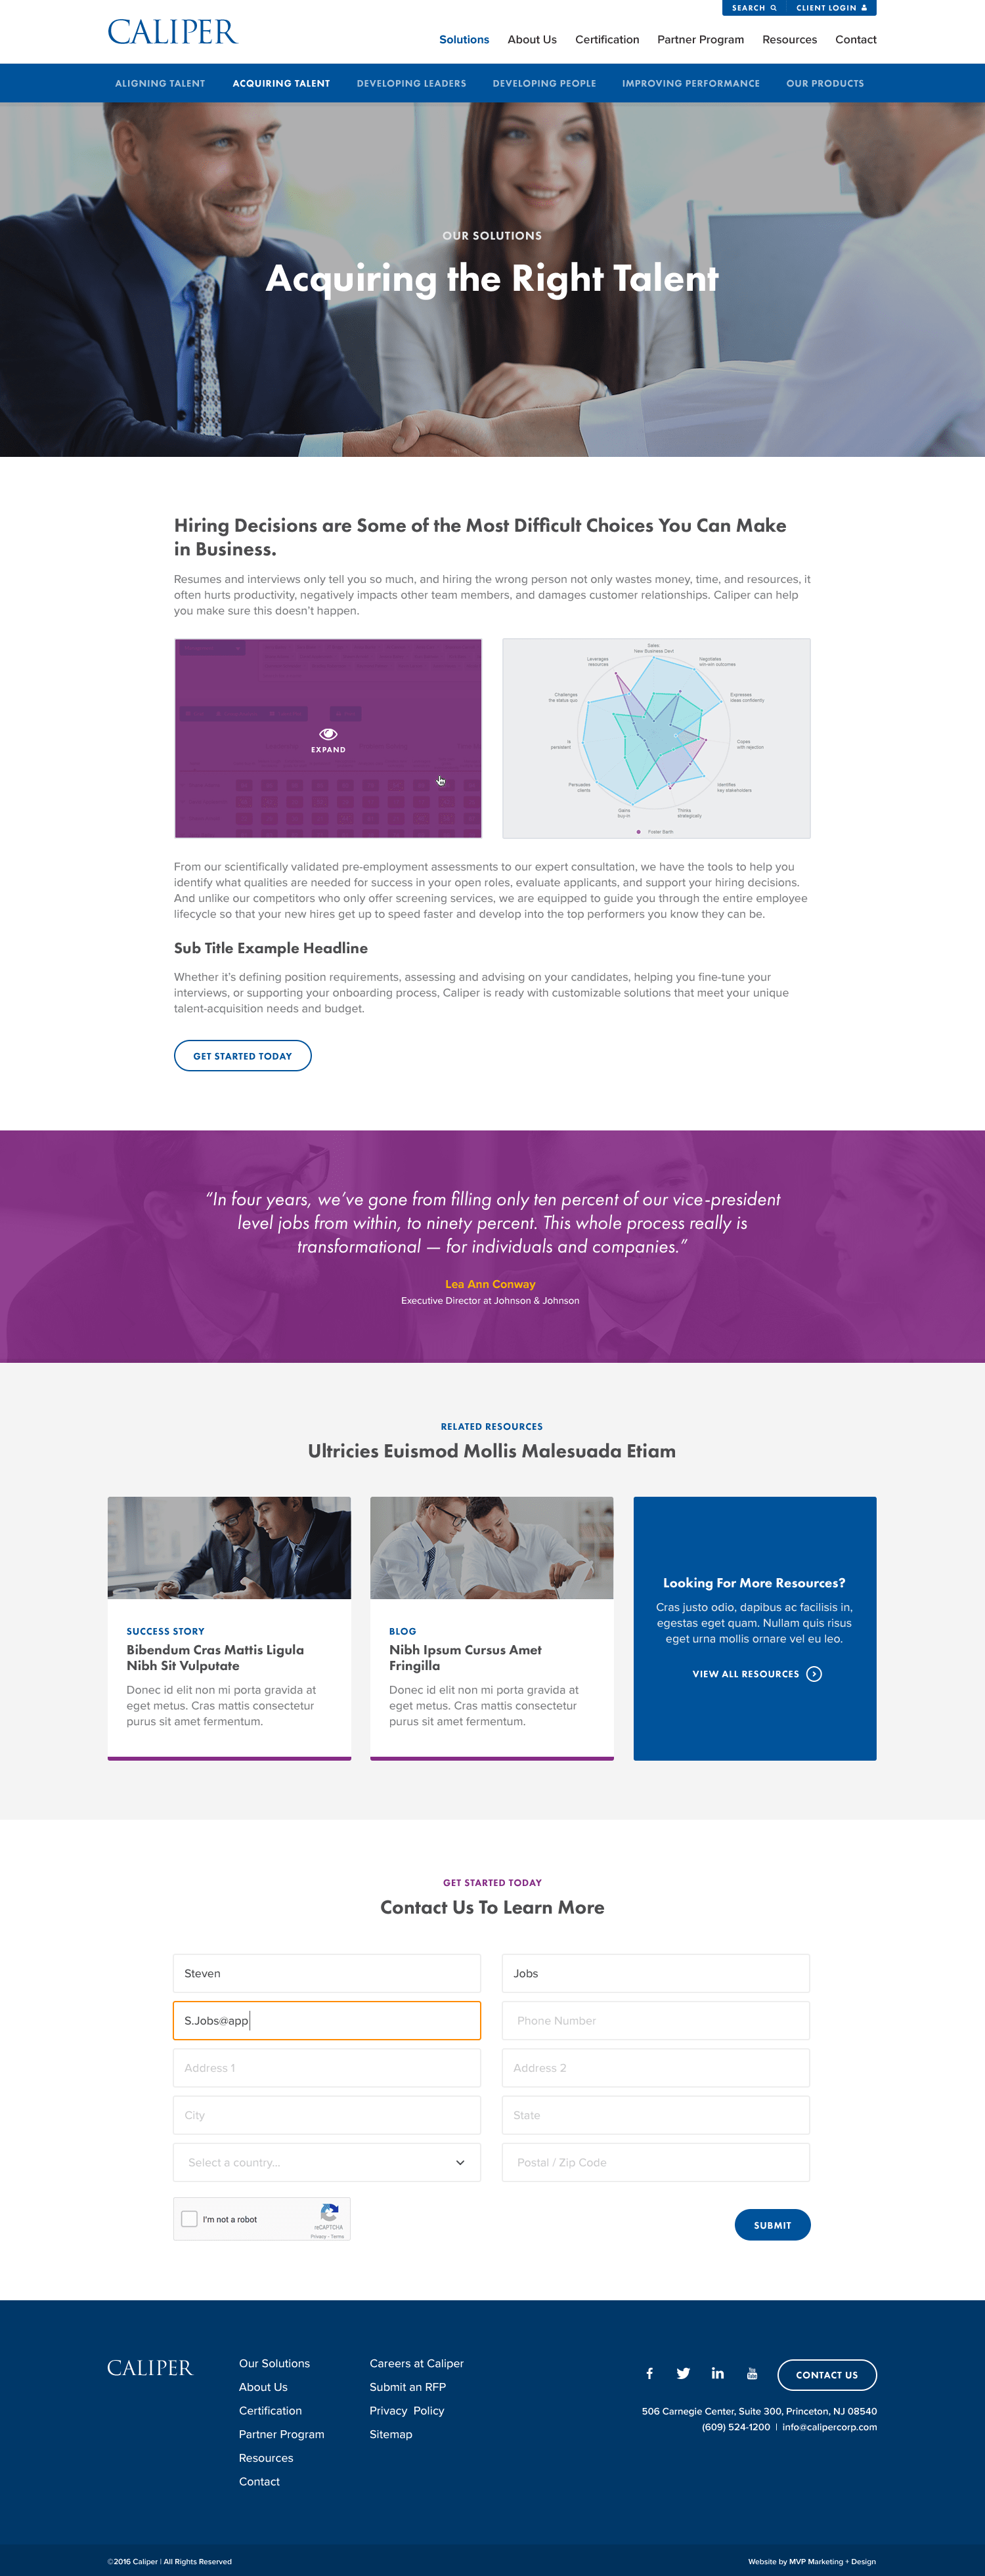 SEARCH
CLIENT LOGIN
CALIPER
Solutions
About Us
Certification
Partner Program
Resources
Contact
ALIGNING TALENT
ACQUIRING TALENT
DEVELOPING LEADERS
DEVELOPING PEOPLE
IMPROVING PERFORMANCE
OUR PRODUCTS
OUR SOLUTIONS
Acquiring the Right Talent
Hiring Decisions are Some of the Most Difficult Choices You Can Make
in Business.
Resumes and interviews only tell you so much, and hiring the wrong person not only wastes money, time, and resources, it
often hurts productivity, negatively impacts other team members, and damages customer relationships. Caliper can help
you make sure this doesn’t happen.
EXPAND
Sales:
New Business Devl
Leverages
resources
Negotiates
win-win outcomes
Challenges
the status quo
Expresses
ideas confidently
is
persistent
Copes
with rejection
Persuades
clients
Identifies
key stakeholders
Gains
buy-in
Thinks
strategically
Foster Barth
From our scientifically validated pre-employment assessments to our expert consultation, we have the tools to help you
identify what qualities are needed for success in your open roles, evaluate applicants, and support your hiring decisions.
And unlike our competitors who only offer screening services, we are equipped to guide you through the entire employee
lifecycle so that your new hires get up to speed faster and develop into the top performers you know they can be.
Sub Title Example Headline
Whether it’s defining position requirements, assessing and advising on your candidates, helping you fine-tune your
interviews, or supporting your onboarding process, Caliper is ready with customizable solutions that meet your unique
talent-acquisition needs and budget.
GET STARTED TODAY
“In four years, we’ve gone from filling only ten percent of our vice-president
level jobs from within, to ninety percent. This whole process really is
transformational — for individuals and companies.”
Lea Ann Conway
Executive Director at Johnson & Johnson
RELATED RESOURCES
Ultricies Euismod Mollis Malesuada Etiam
SUCCESS STORY
Bibendum Cras Mattis Ligula
Nibh Sit Vulputate
Donec id elit non mi porta gravida at
eget metus. Cras mattis consectetur
purus sit amet fermentum.
BLOG
Nibh Ipsum Cursus Amet
Fringilla
Donec id elit non mi porta gravida at
eget metus. Cras mattis consectetur
purus sit amet fermentum.
Looking For More Resources?
Cras justo odio, dapibus ac facilisis in,
egestas eget quam. Nullam quis risus
eget urna mollis ornare vel eu leo.
VIEW ALL RESOURCES
GET STARTED TODAY
Contact Us To Learn More
Steven
Jobs
S.Jobs@app
Phone Number
Address 1
Address 2
City
State
Select a country...
Postal / Zip Code
I'm not a robot
reCAPTCHA
Privacy - Terms
SUBMIT
CALIPER
Our Solutions
About Us
Certification
Partner Program
Resources
Contact
Careers at Caliper
Submit an RFP
Privacy Policy
Sitemap
You
Tube
CONTACT US
506 Carnegie Center, Suite 300, Princeton, NJ 08540
(609) 524-1200 | info@calipercorp.com
©2016 Caliper | All Rights Reserved
Website by MVP Marketing + Design